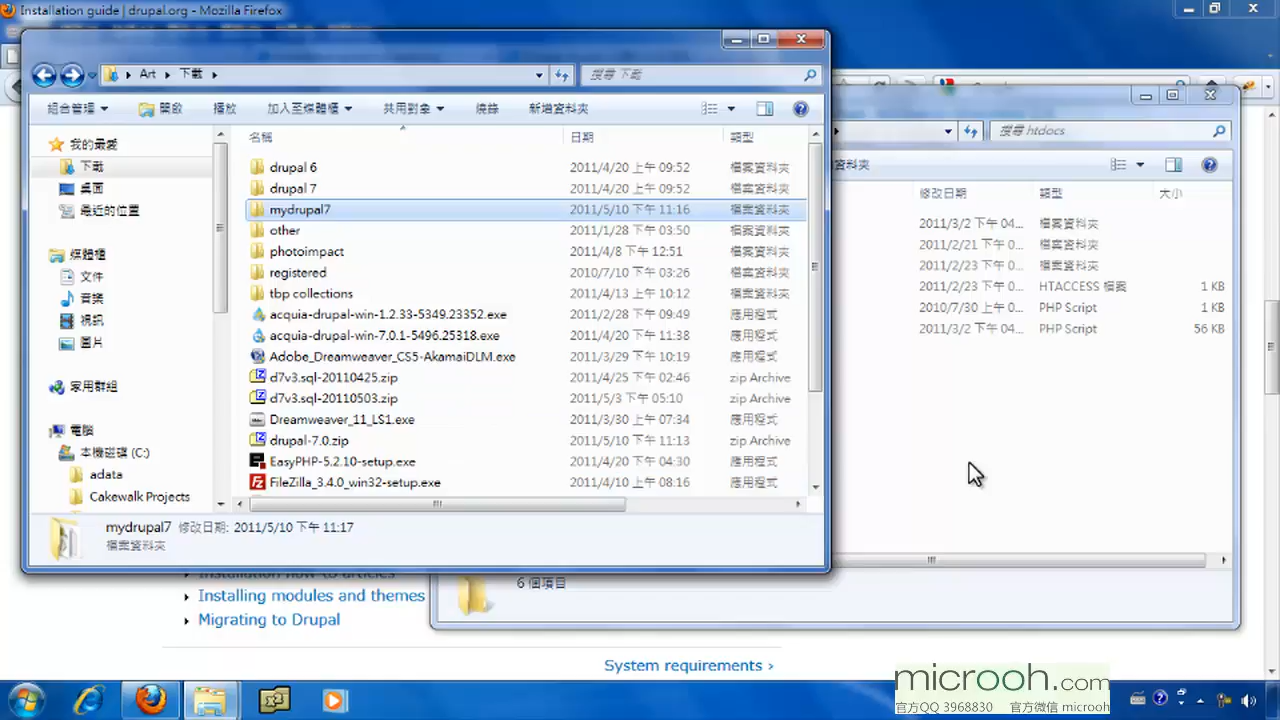 Installation guide | drupal.org - Mozilla Firefox
Art 下載
搜尋 下載
組合管理 開啟 播放 加入至媒體櫃 共用對象 燒錄 新增資料夾
搜尋 htdocs
資料夾
名稱 日期 類型
修改日期 類型 大小
我的最愛
下載
桌面
最近的位置
媒體櫃
文件
音樂
視訊
圖片
家用群組
電腦
本機磁碟 (C:)
adata
Cakewalk Projects
drupal 6 2011/4/20 上午 09:52 檔案資料夾
drupal 7 2011/4/20 上午 09:52 檔案資料夾
mydrupal7 2011/5/10 下午 11:16 檔案資料夾
other 2011/1/28 下午 03:50 檔案資料夾
photoimpact 2011/4/8 下午 12:51 檔案資料夾
registered 2010/7/10 下午 03:26 檔案資料夾
tbp collections 2011/4/13 上午 10:12 檔案資料夾
acquia-drupal-win-1.2.33-5349.23352.exe 2011/2/28 下午 09:49 應用程式
acquia-drupal-win-7.0.1-5496.25318.exe 2011/4/20 上午 11:38 應用程式
Adobe_Dreamweaver_CS5-AkamaiDLM.exe 2011/3/29 上午 10:19 應用程式
d7v3.sql-20110425.zip 2011/4/25 下午 02:46 zip Archive
d7v3.sql-20110503.zip 2011/5/3 下午 05:10 zip Archive
Dreamweaver_11_LS1.exe 2011/3/30 上午 07:34 應用程式
drupal-7.0.zip 2011/5/10 下午 11:13 zip Archive
EasyPHP-5.2.10-setup.exe 2011/4/20 上午 04:30 應用程式
FileZilla_3.4.0_win32-setup.exe 2011/4/10 上午 08:16 應用程式
2011/3/2 下午 04... 檔案資料夾
2011/2/21 下午 0... 檔案資料夾
2011/2/23 下午 0... 檔案資料夾
2011/2/23 下午 0... HTACCESS 檔案 1 KB
2010/7/30 上午 0... PHP Script 1 KB
2011/3/2 下午 04... PHP Script 56 KB
mydrupal7 修改日期: 2011/5/10 下午 11:17
檔案資料夾
6 個項目
Installing modules and themes
Migrating to Drupal
System requirements ›
microoh.com
官方QQ 3968830 官方微信 microoh